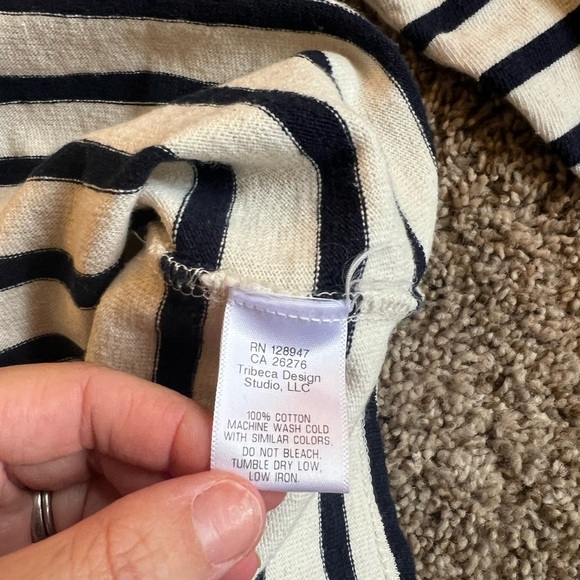 RN 128947
CA 26276
Tribeca Design
Studio, LLC
100% COTTON
MACHINE WASH COLD
WITH SIMILAR COLORS.
DO NOT BLEACH.
TUMBLE DRY LOW,
LOW IRON.